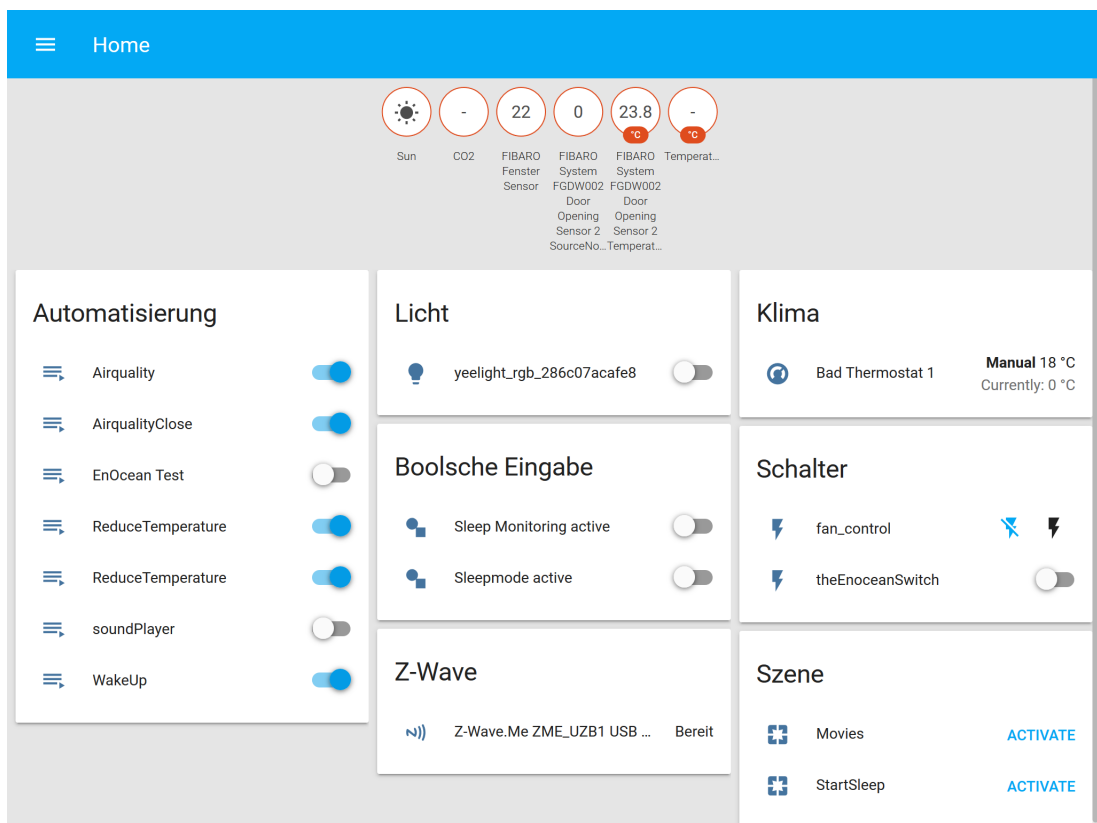 Home
-
22
0
23.8
-
°C
°C
Sun
CO2
FIBARO
Fenster
Sensor
FIBARO
System
FGDW002
Door
Opening
Sensor 2
SourceNo...
FIBARO
System
FGDW002
Door
Opening
Sensor 2
Temperat...
Temperat...
Automatisierung
Airquality
AirqualityClose
EnOcean Test
ReduceTemperature
ReduceTemperature
soundPlayer
WakeUp
Licht
yeelight_rgb_286c07acafe8
Boolsche Eingabe
Sleep Monitoring active
Sleepmode active
Z-Wave
Z-Wave.Me ZME_UZB1 USB ... Bereit
Klima
Bad Thermostat 1
Manual 18 °C
Currently: 0 °C
Schalter
fan_control
theEnoceanSwitch
Szene
Movies ACTIVATE
StartSleep ACTIVATE